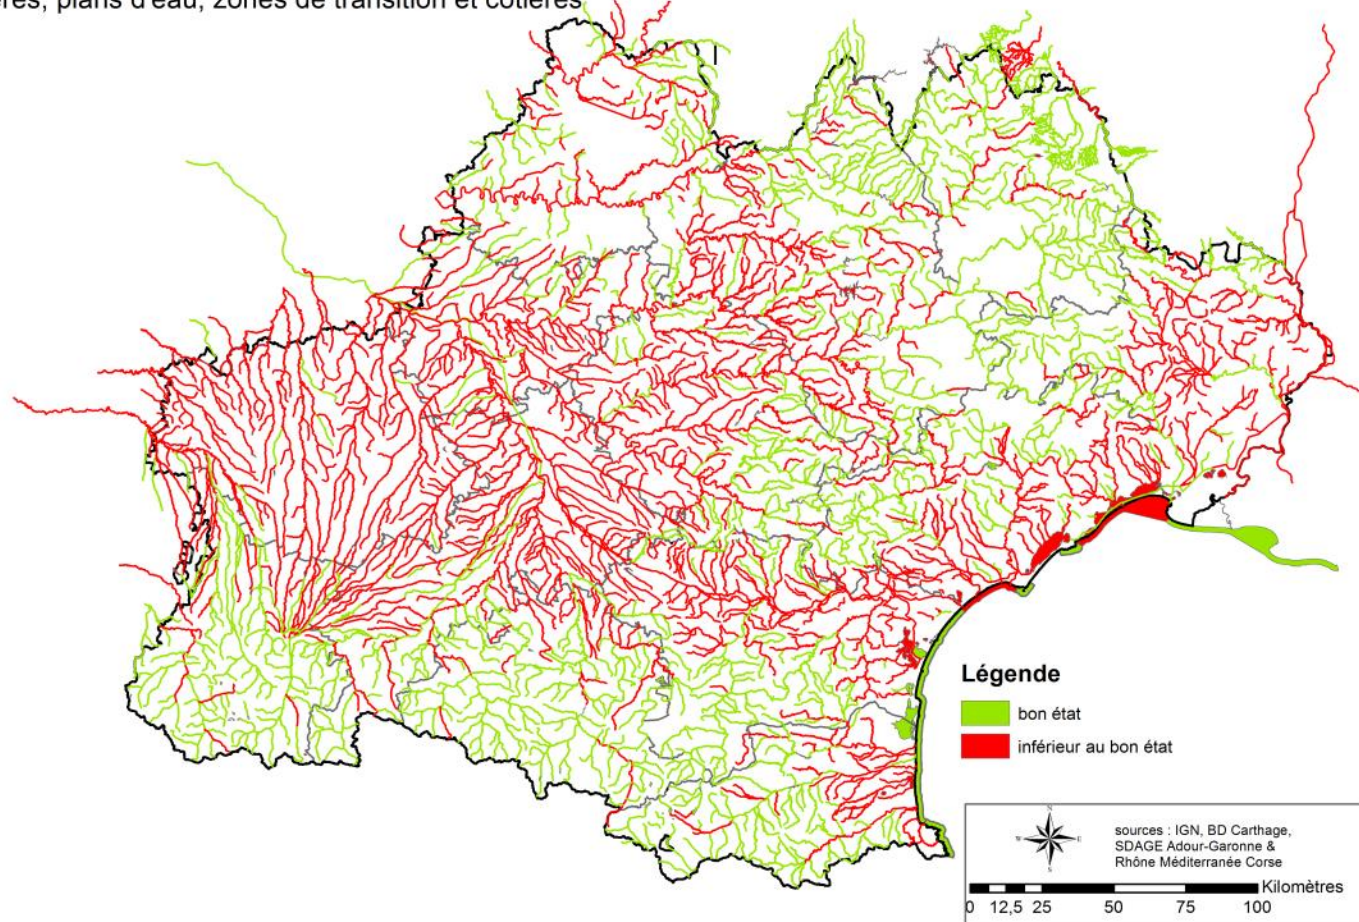 plans d'eau, zones de transition et côtières
Légende
bon état
inférieur au bon état
N
W E
S
sources : IGN, BD Carthage,
SDAGE Adour-Garonne &
Rhône Méditerranée Corse
Kilomètres
0 12,5 25 50 75 100